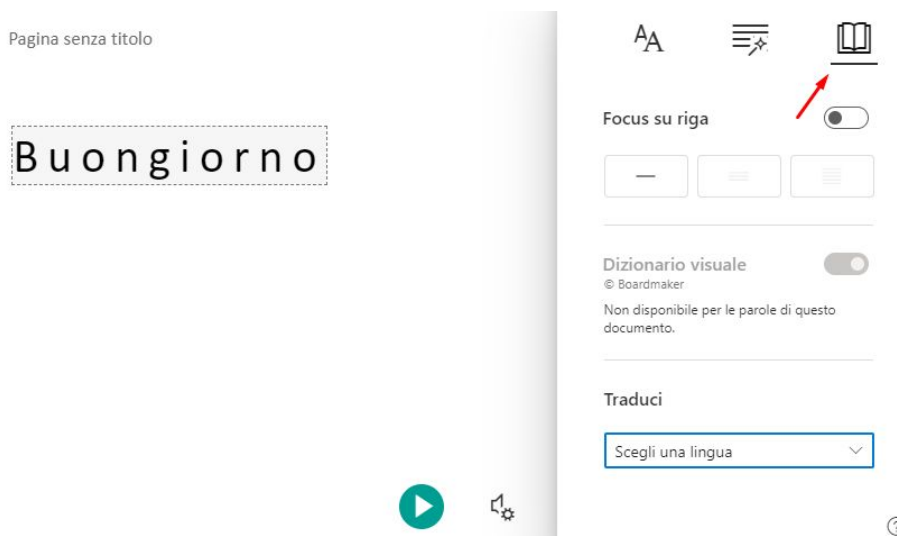 Pagina senza titolo
Buongiorno
AA
Focus su riga
Dizionario visuale
© Boardmaker
Non disponibile per le parole di questo
documento.
Traduci
Scegli una lingua
?